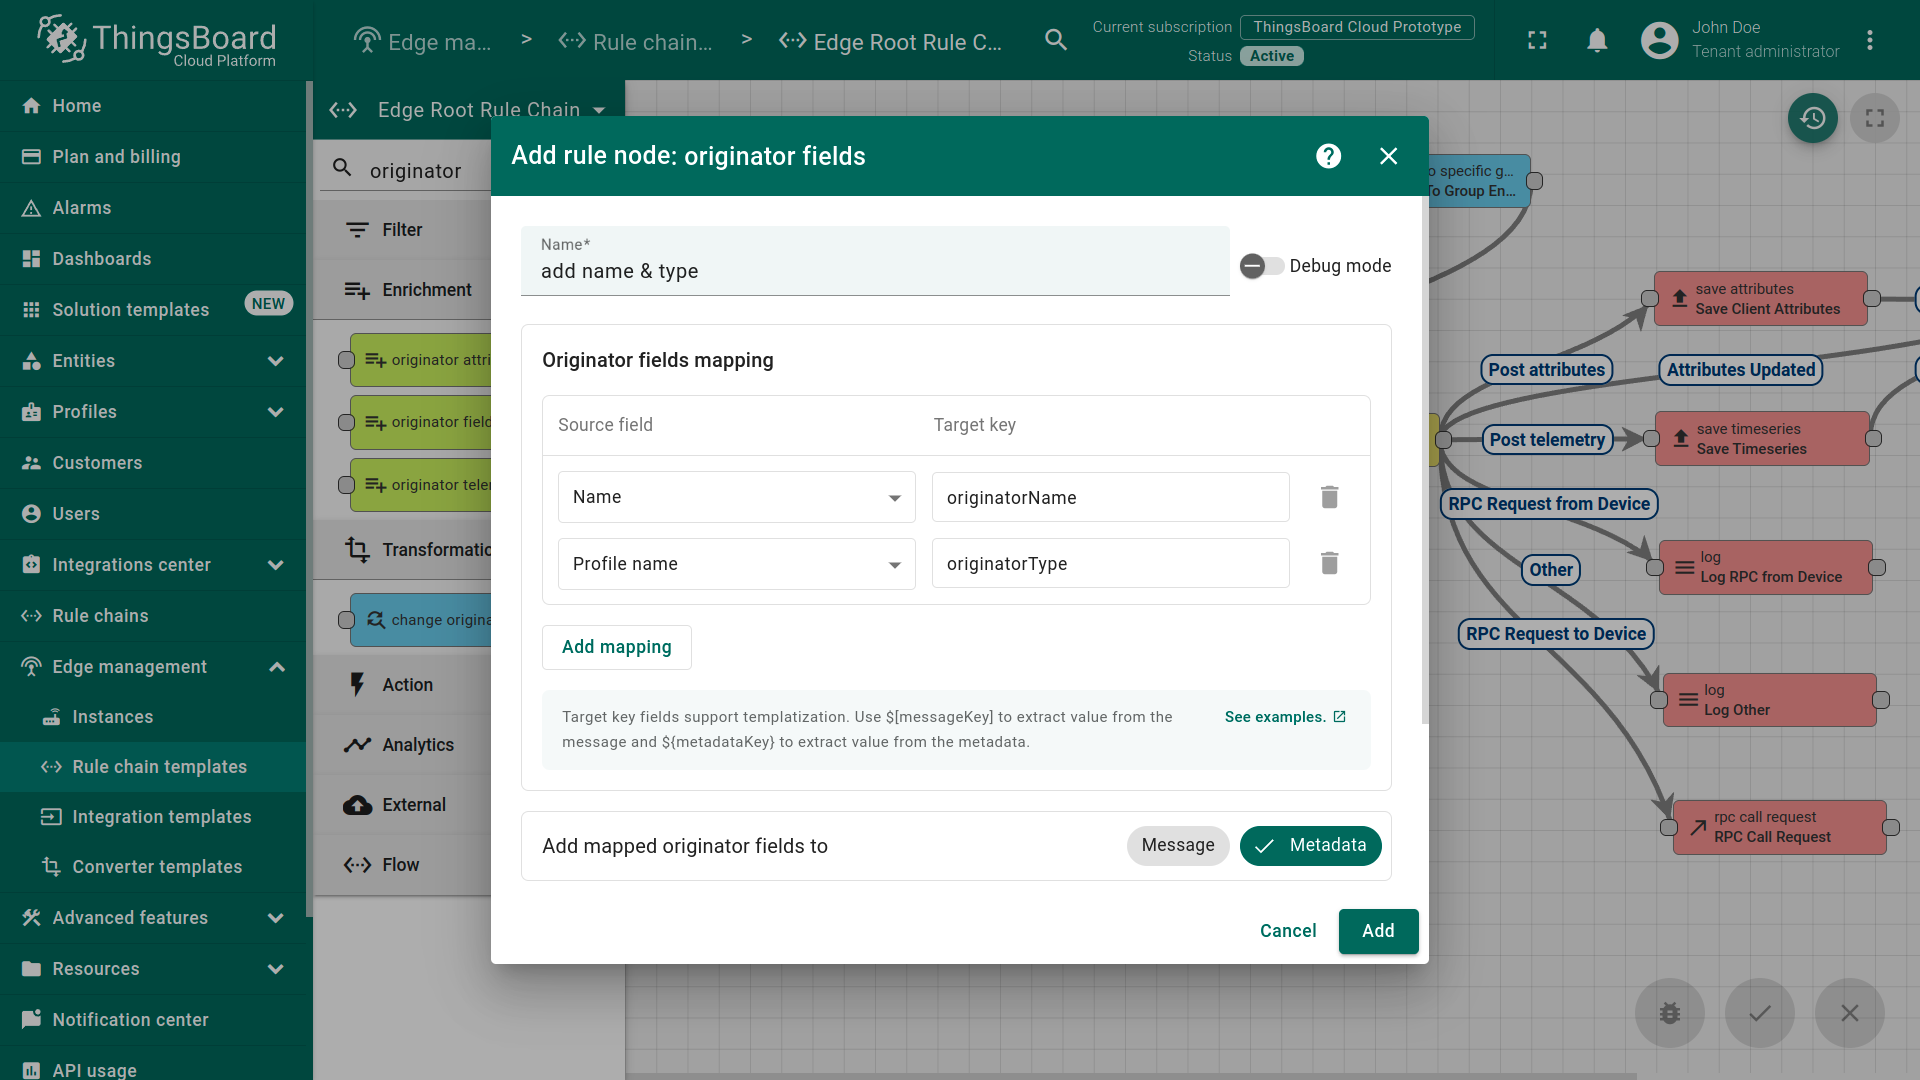 ThingsBoard
Cloud Platform
Edge ma...
>
Rule chain...
>
Edge Root Rule C...
Current subscription
ThingsBoard Cloud Prototype
Status
Active
John Doe
Tenant administrator
Home
Plan and billing
Alarms
Dashboards
Solution templates
NEW
Entities
Profiles
Customers
Users
Integrations center
Rule chains
Edge management
Instances
Rule chain templates
Integration templates
Converter templates
Advanced features
Resources
Notification center
API usage
Edge Root Rule Chain
originator
Filter
Enrichment
originator attri
originator field
originator teler
Transformatio
change origina
Action
Analytics
External
Flow
Add rule node: originator fields
Name*
add name & type
Debug mode
Originator fields mapping
Source field
Target key
Name
originatorName
Profile name
originatorType
Add mapping
Target key fields support templatization. Use $[messageKey] to extract value from the
message and ${metadataKey} to extract value from the metadata.
See examples.
Add mapped originator fields to
Message
Metadata
Cancel
Add
o specific g...
To Group En...
save attributes
Save Client Attributes
Post attributes
Attributes Updated
Post telemetry
save timeseries
Save Timeseries
RPC Request from Device
log
Log RPC from Device
Other
RPC Request to Device
log
Log Other
rpc call request
RPC Call Request